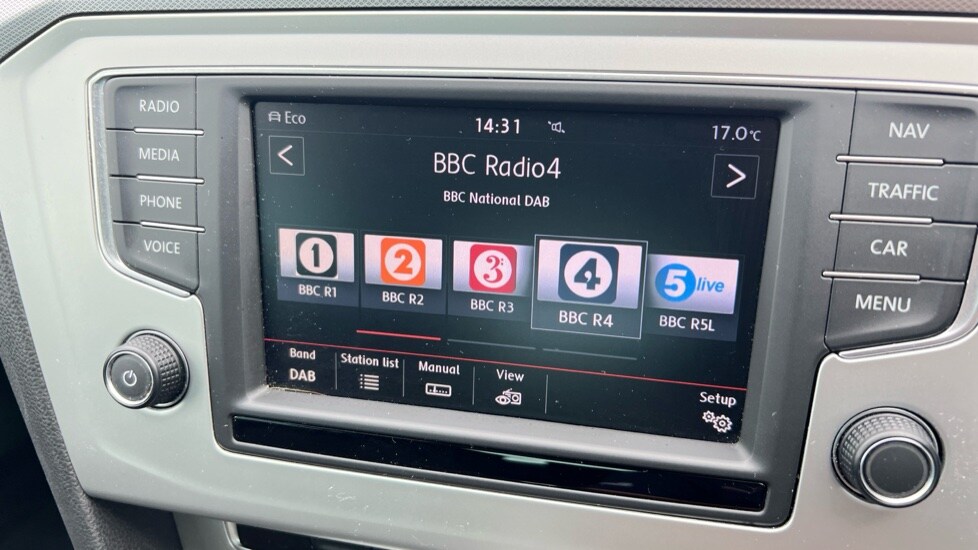 RADIO
MEDIA
PHONE
VOICE
Eco
14:31
17.0°C
<
BBC Radio4
>
BBC National DAB
1
2
3
4
5 live
BBC R1
BBC R2
BBC R3
BBC R4
BBC R5L
Band
DAB
Station list
Manual
View
Setup
NAV
TRAFFIC
CAR
MENU